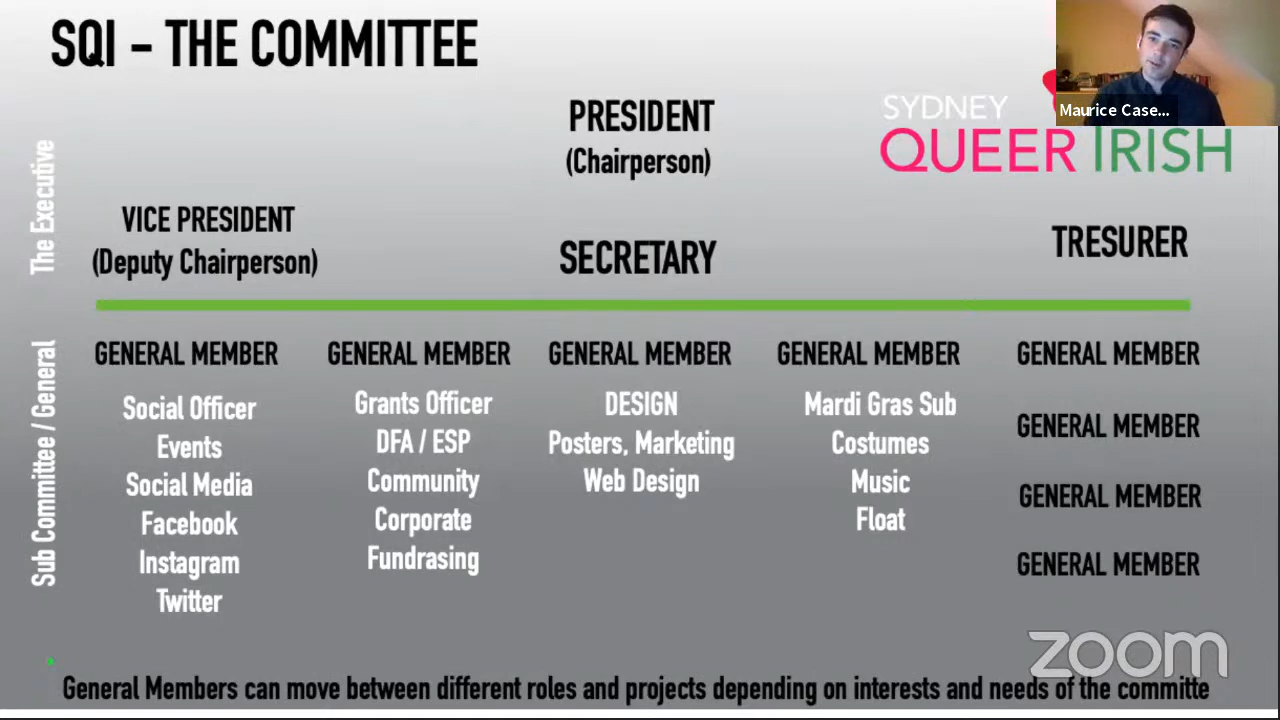 SQI - THE COMMITTEE
Maurice Case...
SYDNEY
QUEER IRISH
The Executive
PRESIDENT
(Chairperson)
VICE PRESIDENT
(Deputy Chairperson)
SECRETARY
TRESURER
Sub Committee / General
GENERAL MEMBER
Social Officer
Events
Social Media
Facebook
Instagram
Twitter
GENERAL MEMBER
Grants Officer
DFA / ESP
Community
Corporate
Fundrasing
GENERAL MEMBER
DESIGN
Posters, Marketing
Web Design
GENERAL MEMBER
Mardi Gras Sub
Costumes
Music
Float
GENERAL MEMBER
GENERAL MEMBER
GENERAL MEMBER
GENERAL MEMBER
zoom
General Members can move between different roles and projects depending on interests and needs of the committe